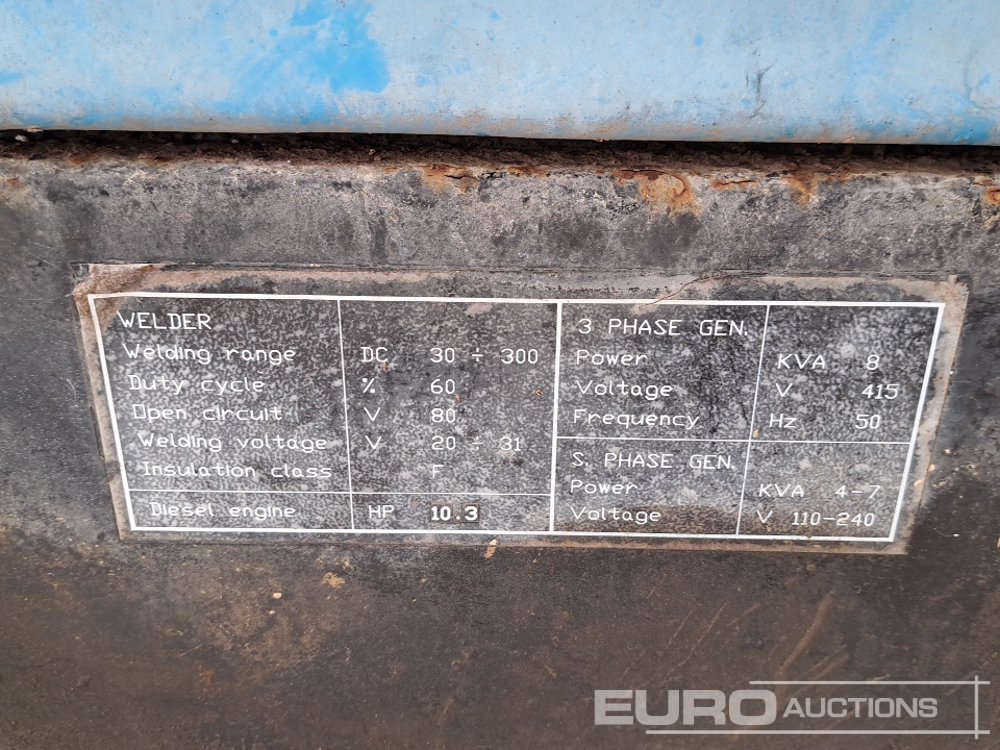 WELDER
Welding range DC 30 ÷ 300
Duty cycle % 60
Open circuit V 80
Welding voltage V 20 ÷ 31
Insulation class F
Diesel engine HP 10.3
3 PHASE GEN.
Power KVA 8
Voltage V 415
Frequency Hz 50
S. PHASE GEN.
Power KVA 4-7
Voltage V 110-240
EURO AUCTIONS